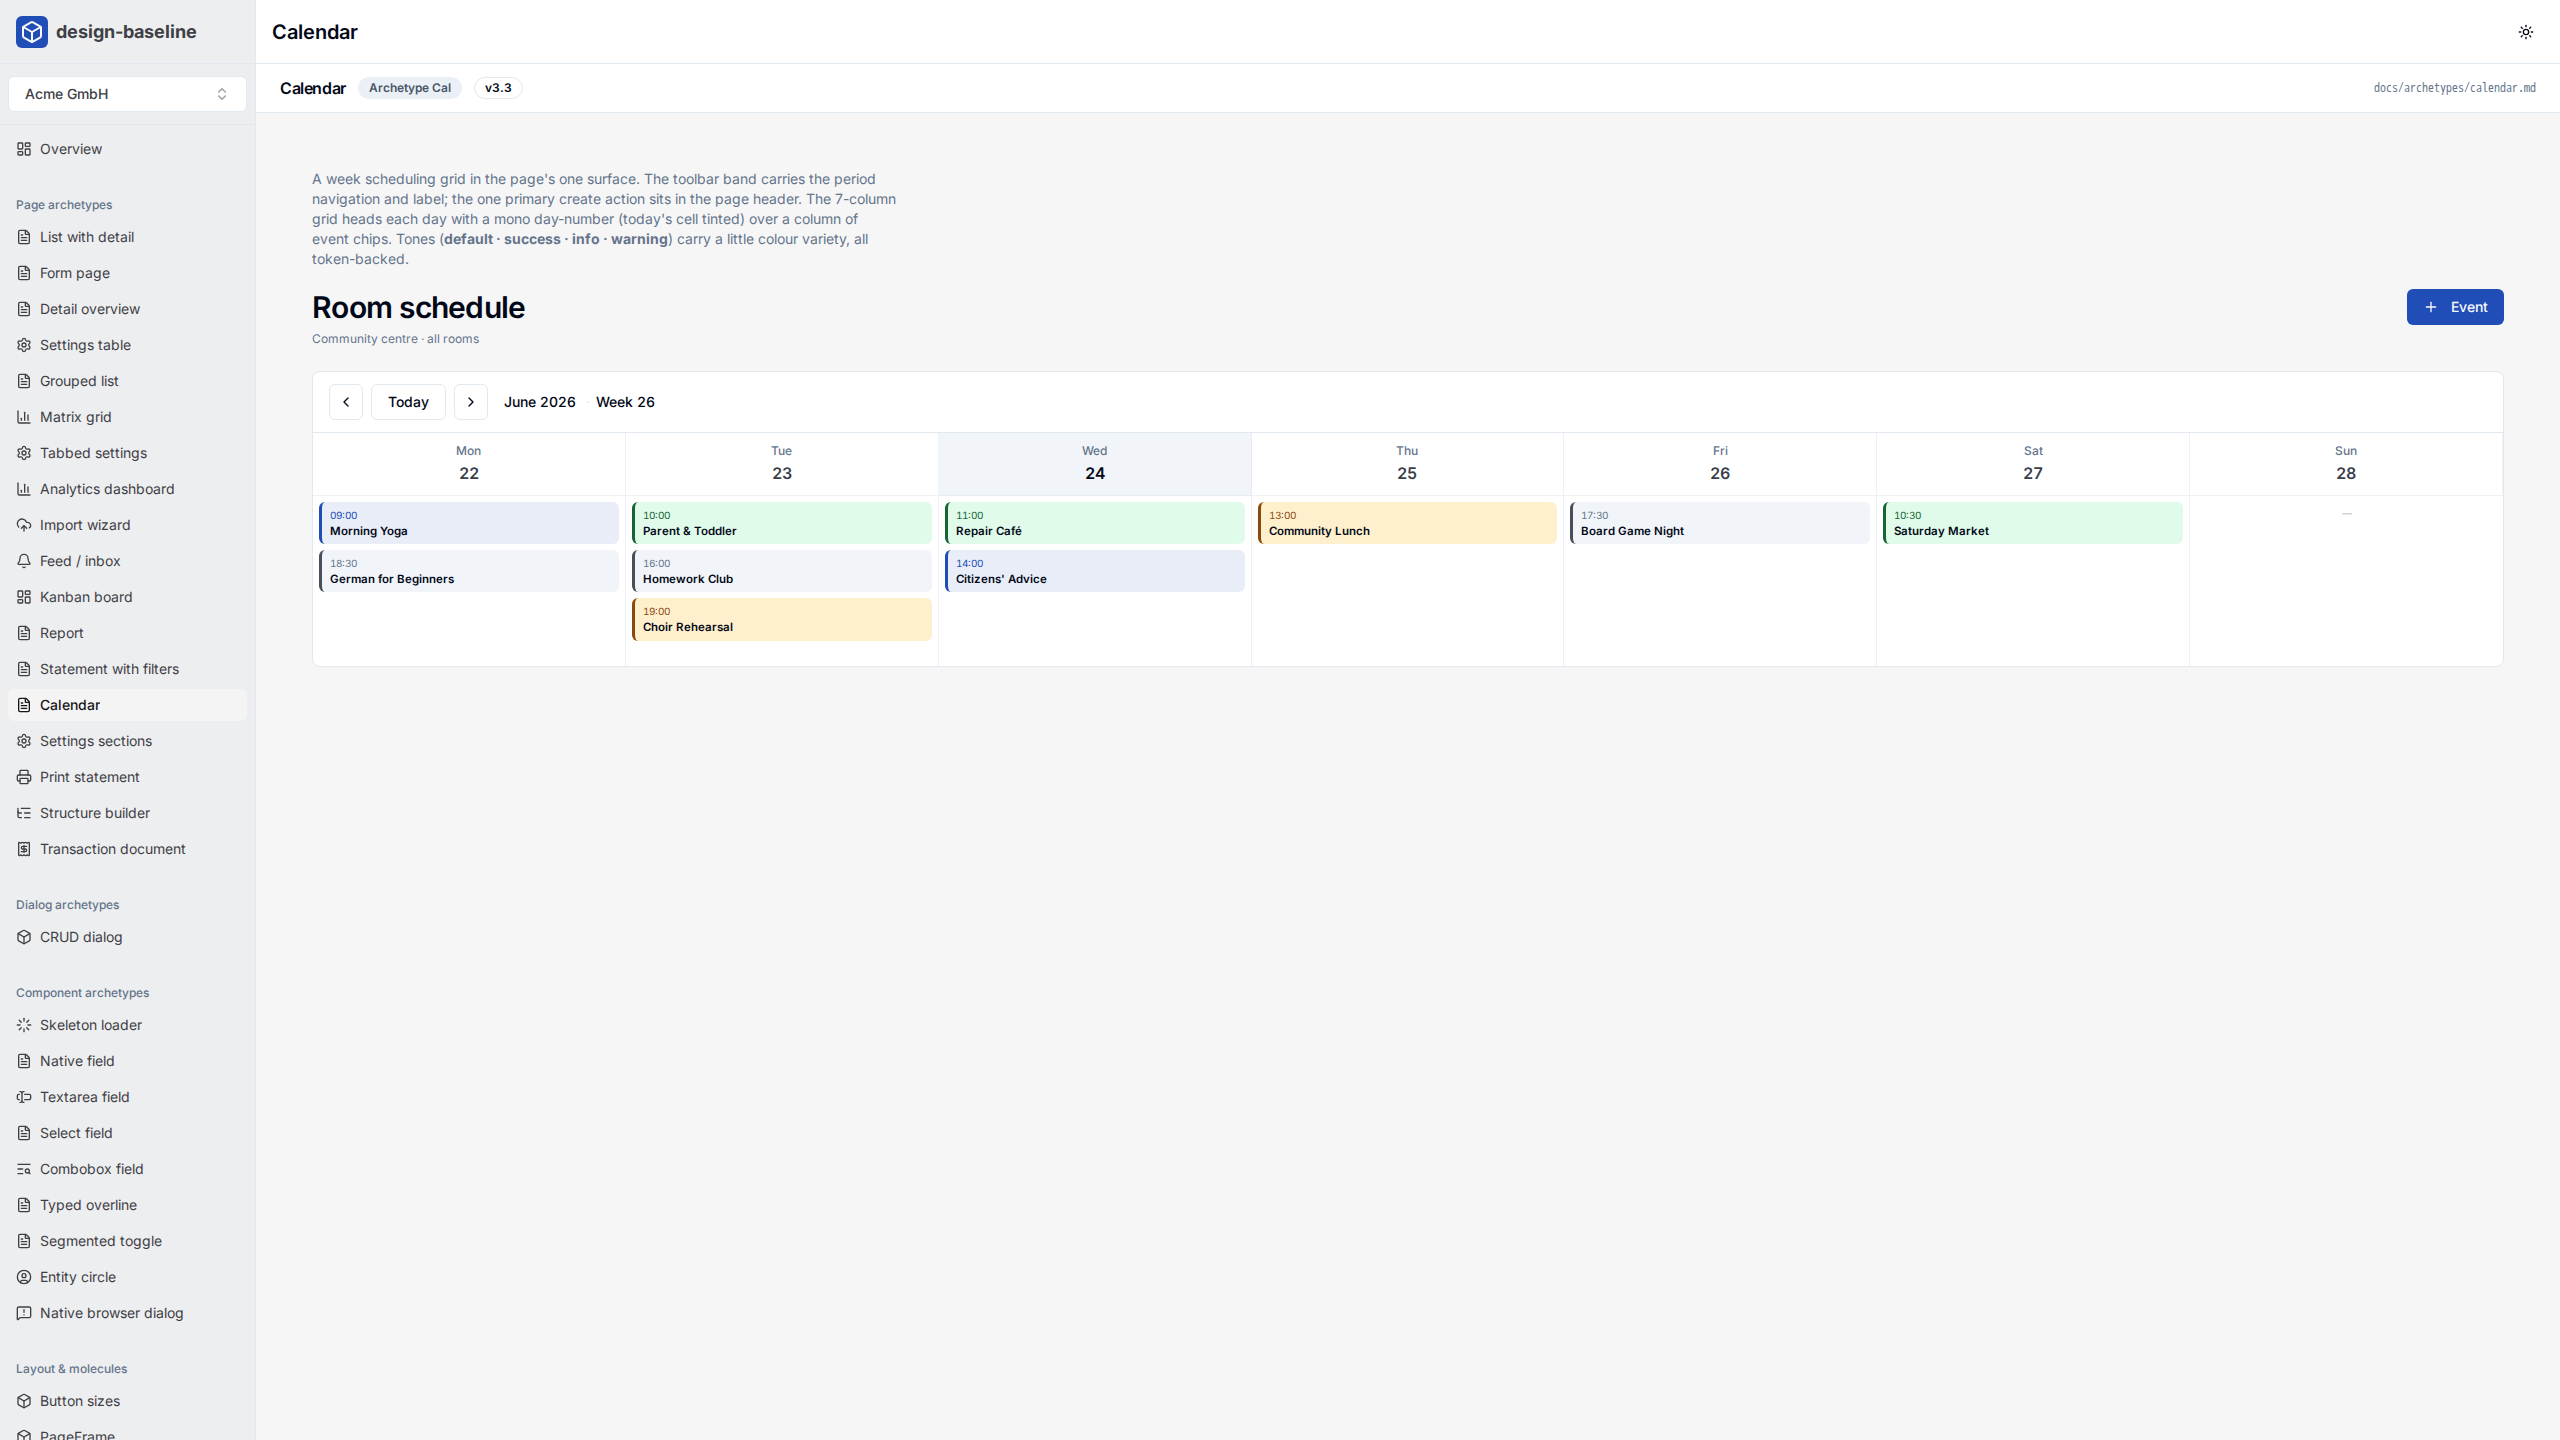 design-baseline
Acme GmbH
Overview
Page archetypes
List with detail
Form page
Detail overview
Settings table
Grouped list
Matrix grid
Tabbed settings
Analytics dashboard
Import wizard
Feed / inbox
Kanban board
Report
Statement with filters
Calendar
Settings sections
Print statement
Structure builder
Transaction document
Dialog archetypes
CRUD dialog
Component archetypes
Skeleton loader
Native field
Textarea field
Select field
Combobox field
Typed overline
Segmented toggle
Entity circle
Native browser dialog
Layout & molecules
Button sizes
PageFrame
Calendar
Calendar Archetype Cal v3.3 docs/archetypes/calendar.md
A week scheduling grid in the page's one surface. The toolbar band carries the period
navigation and label; the one primary create action sits in the page header. The 7-column
grid heads each day with a mono day-number (today's cell tinted) over a column of
event chips. Tones (default · success · info · warning) carry a little colour variety, all
token-backed.
Room schedule
Event
Community centre · all rooms
Today June 2026 Week 26
Mon Tue Wed Thu Fri Sat Sun
22 23 24 25 26 27 28
09:00
Morning Yoga
18:30
German for Beginners
10:00
Parent & Toddler
16:00
Homework Club
19:00
Choir Rehearsal
11:00
Repair Café
14:00
Citizens' Advice
13:00
Community Lunch
17:30
Board Game Night
10:30
Saturday Market
—